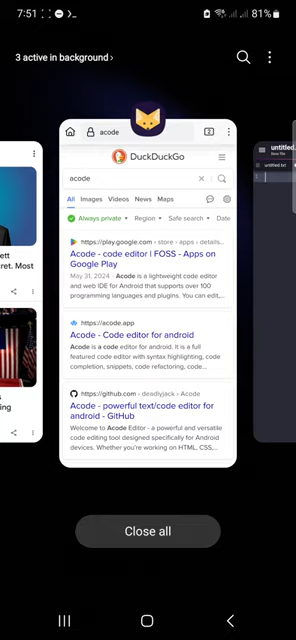 7:51
81%
3 active in background ›
acode
2
DuckDuckGo
acode
All Images Videos News Maps
Always private Region Safe search Date
https://play.google.com › store › apps › details...
Acode - code editor | FOSS - Apps on
Google Play
May 31, 2024 · Acode is a lightweight code editor
and web IDE for Android that supports over 100
programming languages and plugins. You can edit,...
https://acode.app
Acode - Code editor for android
Acode is a code editor for android. It is a full
featured code editor with syntax highlighting, code
completion, snippets, code refactoring, code...
https://github.com › deadlyjack › Acode
Acode - powerful text/code editor for
android - GitHub
Welcome to Acode Editor - a powerful and versatile
code editing tool designed specifically for Android
devices. Whether you're working on HTML, CSS,...
ett
cret. Most
s
ing
untitled.
New file
untitled.txt
1
Close all